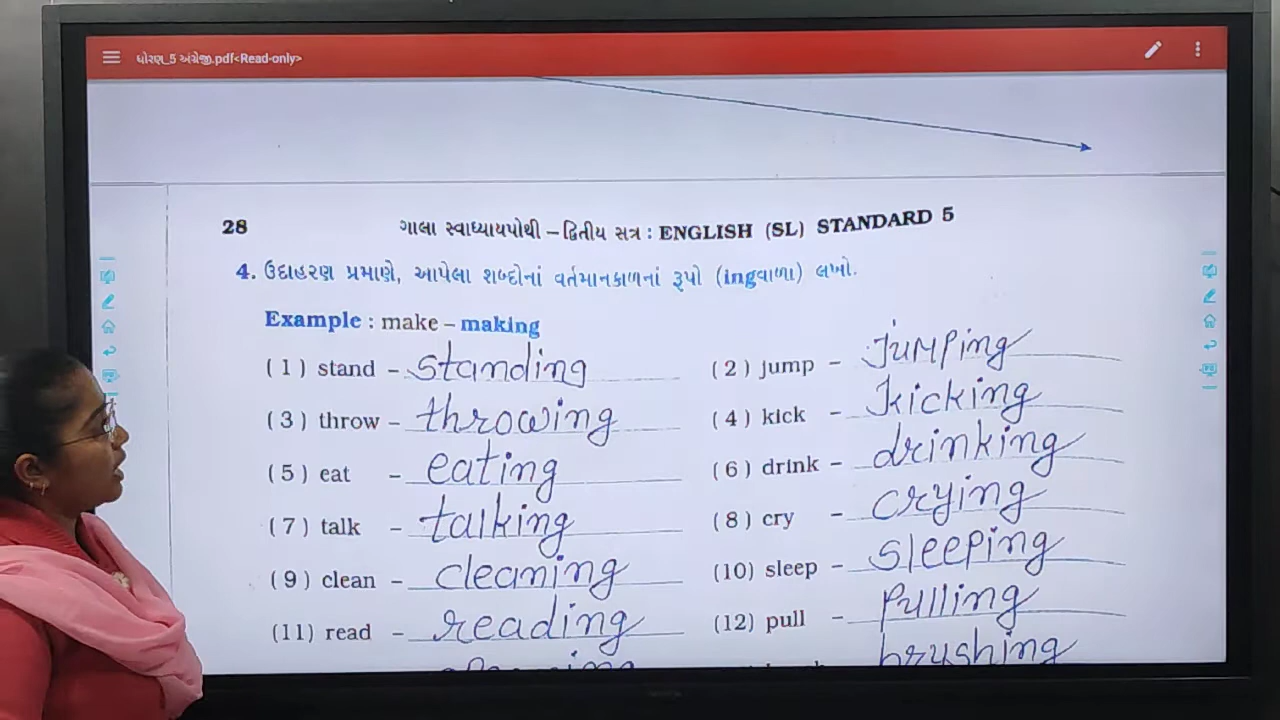 ધોરણ_5 અંગ્રેજી.pdf<Read-only>
28 ગાલા સ્વાધ્યાયપોથી – દ્વિતીય સત્ર : ENGLISH (SL) STANDARD 5
4. ઉદાહરણ પ્રમાણે, આપેલા શબ્દોનાં વર્તમાનકાળનાં રૂપો (ingવાળા) લખો.
Example : make – making
(1) stand – standing (2) jump – jumping
(3) throw – throwing (4) kick – kicking
(5) eat – eating (6) drink – drinking
(7) talk – talking (8) cry – crying
(9) clean – cleaning (10) sleep – sleeping
(11) read – reading (12) pull – pulling
brushing